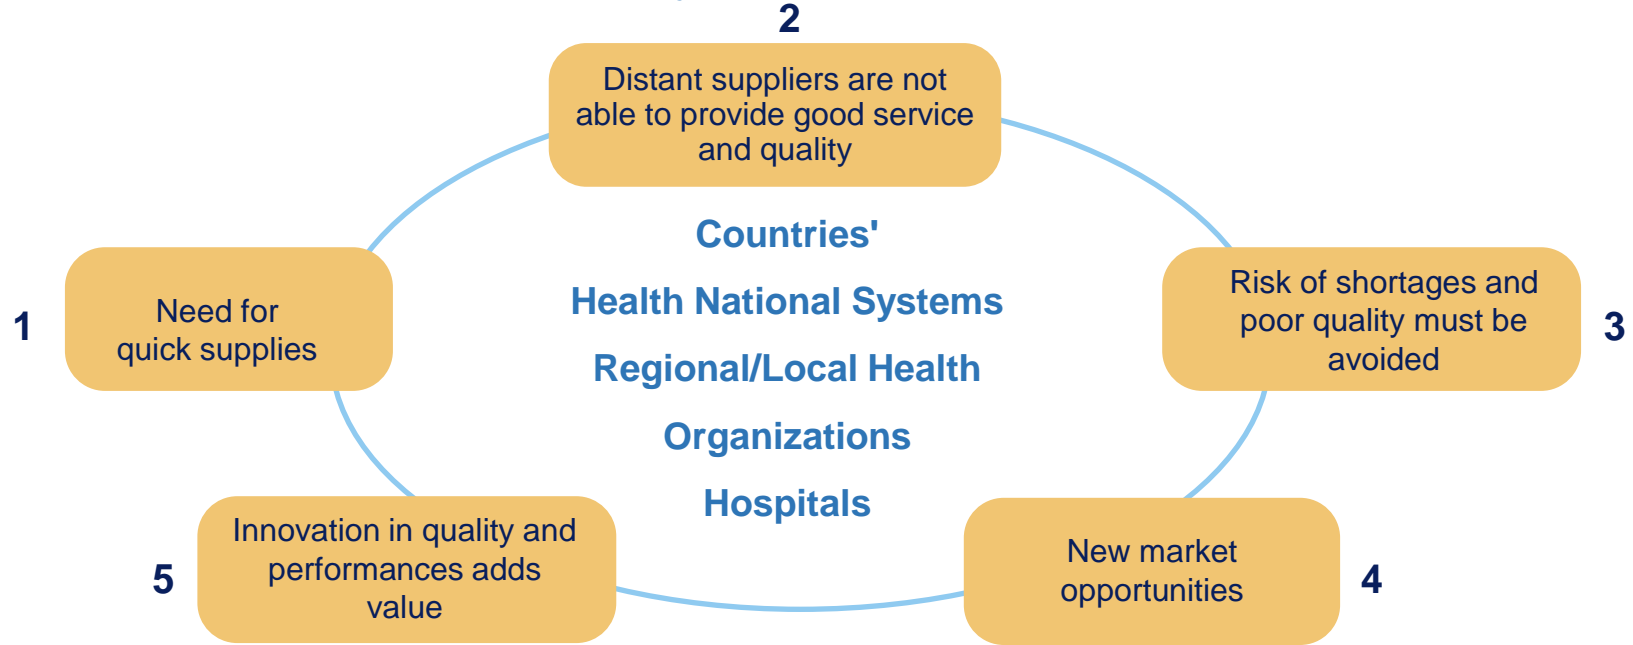 2
Distant suppliers are not
able to provide good service
and quality
Countries'
Health National Systems
Regional/Local Health
Organizations
Hospitals
1
Need for
quick supplies
Risk of shortages and
poor quality must be
avoided
3
Innovation in quality and
performances adds
value
5
New market
opportunities
4